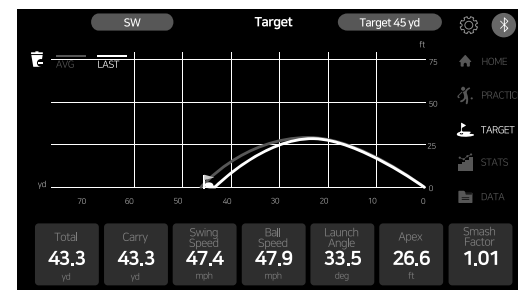 SW
Target
Target 45 yd
ft
AVG
LAST
75
HOME
50
PRACTIC
TARGET
25
STATS
yd
0
70
60
50
40
30
20
10
0
DATA
Total
43.3
yd
Carry
43.3
yd
Swing
Speed
47.4
mph
Ball
Speed
47.9
mph
Launch
Angle
33.5
deg
Apex
26.6
ft
Smash
Factor
1.01